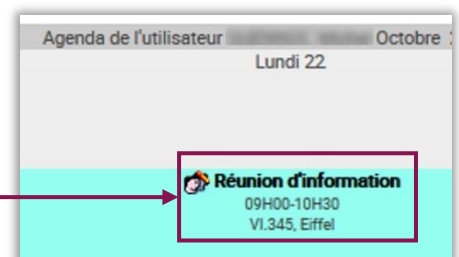 Agenda de l'utilisateur Octobre
Lundi 22
Réunion d'information
09H00-10H30
VI.345, Eiffel